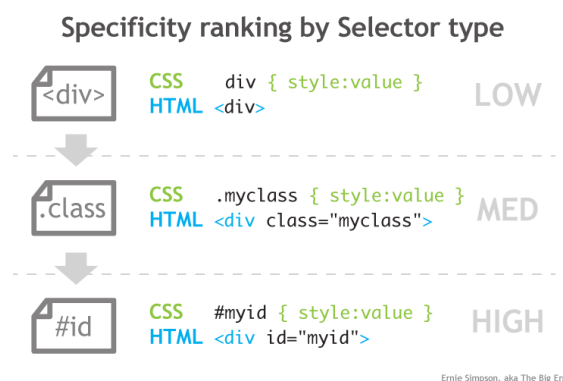 Specificity ranking by Selector type
<div>
CSS div { style:value }
HTML <div>
LOW
.class
CSS .myclass { style:value }
HTML <div class="myclass">
MED
#id
CSS #myid { style:value }
HTML <div id="myid">
HIGH
Ernie Simpson, aka The Big